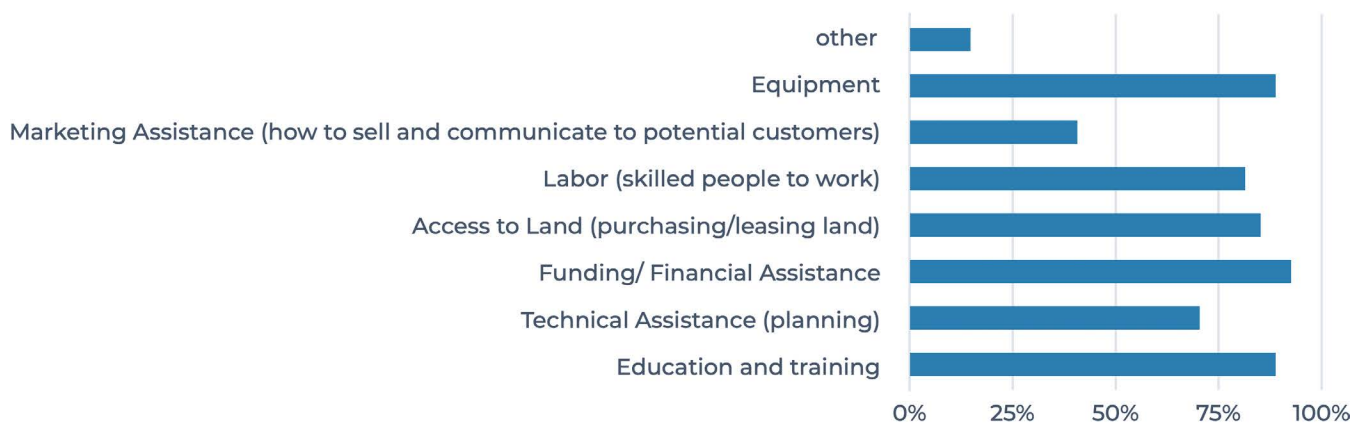 other
Equipment
Marketing Assistance (how to sell and communicate to potential customers)
Labor (skilled people to work)
Access to Land (purchasing/leasing land)
Funding/ Financial Assistance
Technical Assistance (planning)
Education and training
0% 25% 50% 75% 100%